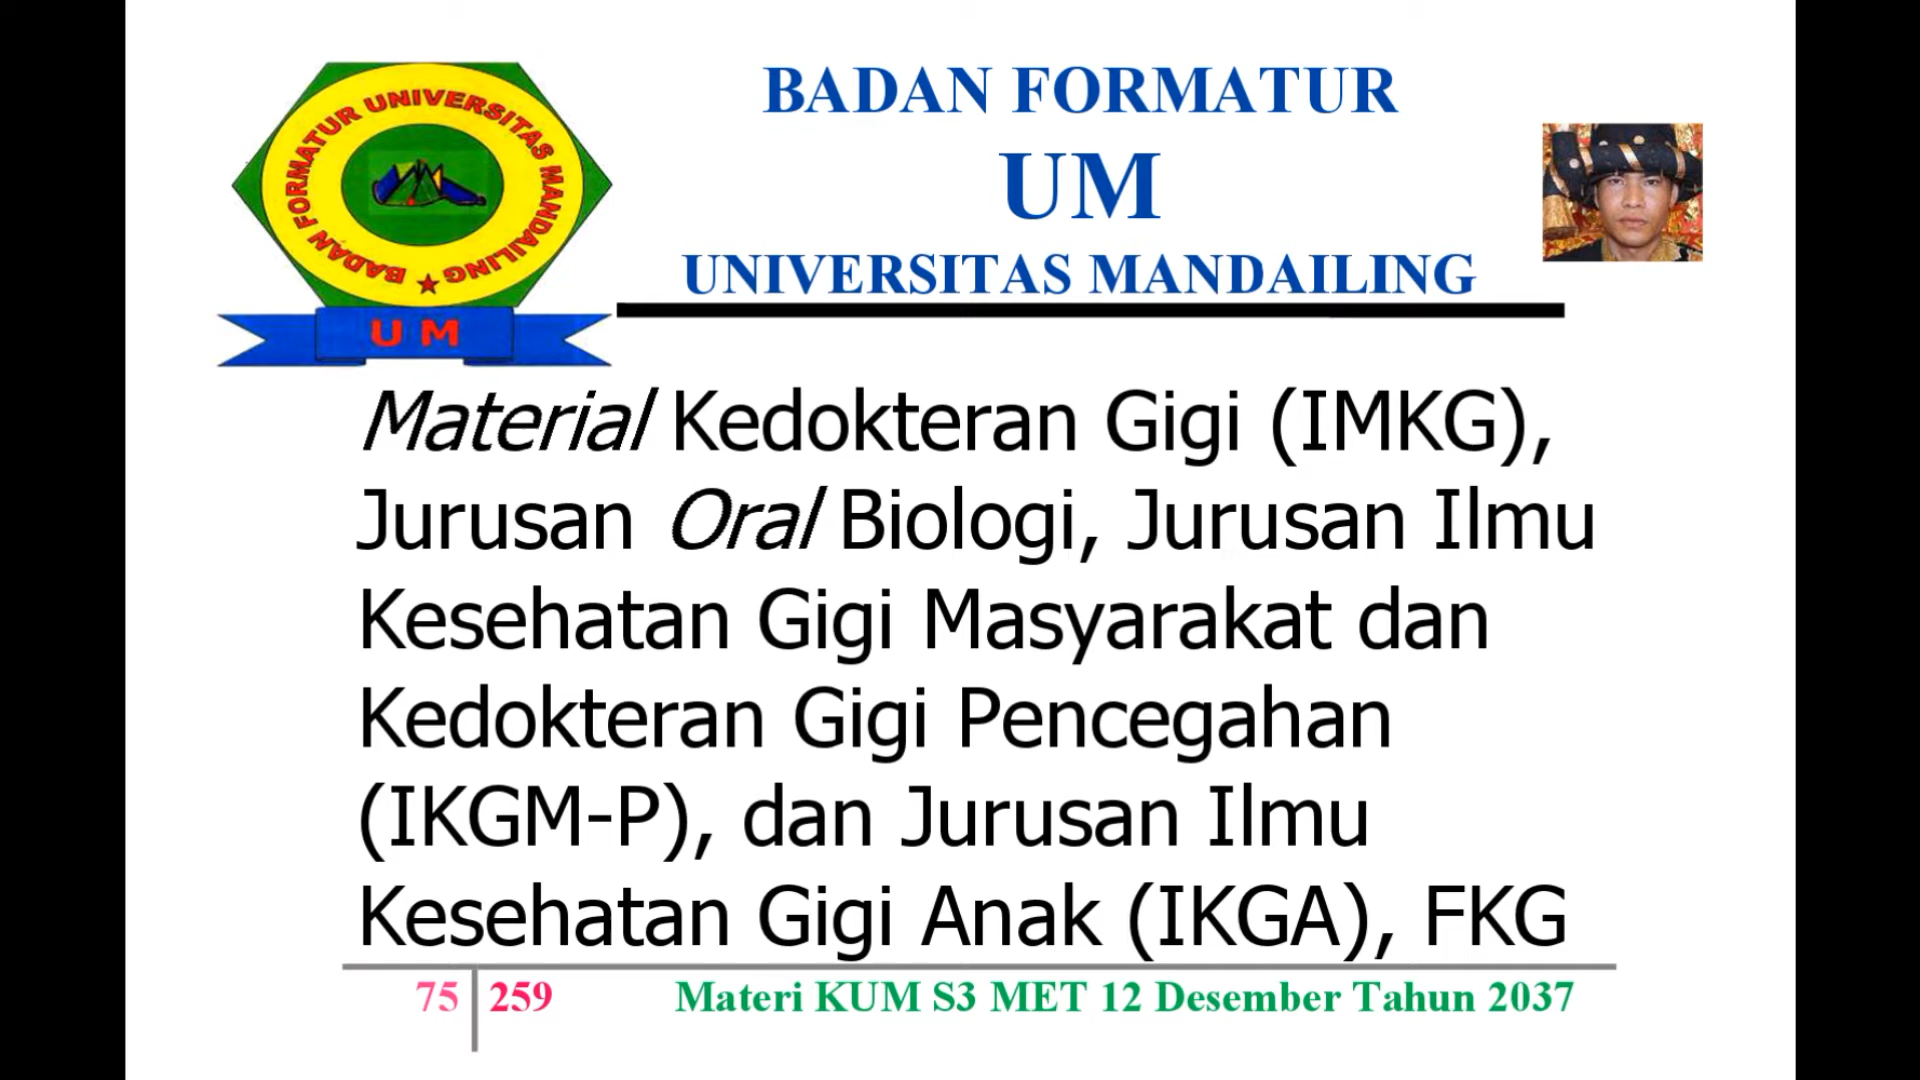 BADAN FORMATUR UNIVERSITAS MANDAILING
U M
BADAN FORMATUR
UM
UNIVERSITAS MANDAILING
Material Kedokteran Gigi (IMKG),
Jurusan Oral Biologi, Jurusan Ilmu
Kesehatan Gigi Masyarakat dan
Kedokteran Gigi Pencegahan
(IKGM-P), dan Jurusan Ilmu
Kesehatan Gigi Anak (IKGA), FKG
75 259 Materi KUM S3 MET 12 Desember Tahun 2037